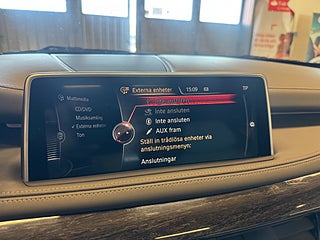 Externa enheter
15:09
TP
Multimedia
CD/DVD
Musiksamling
Externa enheter
Ton
Inte ansluten
Inte ansluten
AUX fram
Ställ in trådlösa enheter via
anslutningsmenyn:
Anslutningar